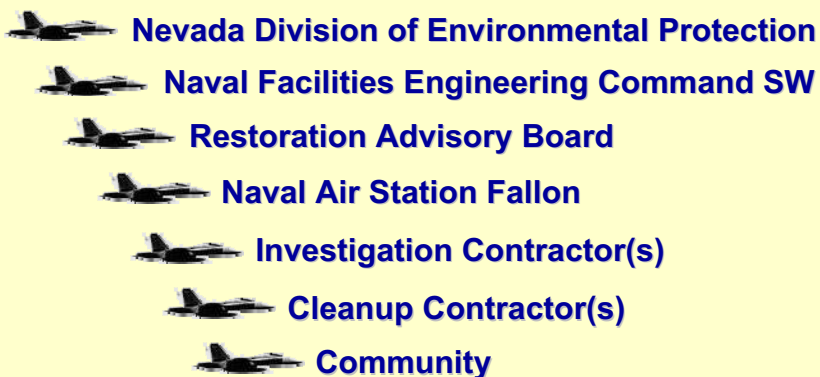 Nevada Division of Environmental Protection
Naval Facilities Engineering Command SW
Restoration Advisory Board
Naval Air Station Fallon
Investigation Contractor(s)
Cleanup Contractor(s)
Community